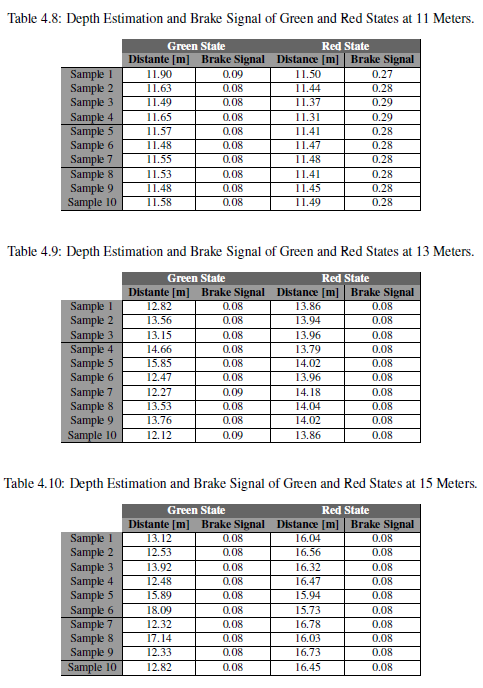 Table 4.8: Depth Estimation and Brake Signal of Green and Red States at 11 Meters.
Green State Red State
Distante [m] Brake Signal Distance [m] Brake Signal
Sample 1 11.90 0.09 11.50 0.27
Sample 2 11.63 0.08 11.44 0.28
Sample 3 11.49 0.08 11.37 0.29
Sample 4 11.65 0.08 11.31 0.29
Sample 5 11.57 0.08 11.41 0.28
Sample 6 11.48 0.08 11.47 0.28
Sample 7 11.55 0.08 11.48 0.28
Sample 8 11.53 0.08 11.41 0.28
Sample 9 11.48 0.08 11.45 0.28
Sample 10 11.58 0.08 11.49 0.28
Table 4.9: Depth Estimation and Brake Signal of Green and Red States at 13 Meters.
Green State Red State
Distante [m] Brake Signal Distance [m] Brake Signal
Sample 1 12.82 0.08 13.86 0.08
Sample 2 13.56 0.08 13.94 0.08
Sample 3 13.15 0.08 13.96 0.08
Sample 4 14.66 0.08 13.79 0.08
Sample 5 15.85 0.08 14.02 0.08
Sample 6 12.47 0.08 13.96 0.08
Sample 7 12.27 0.09 14.18 0.08
Sample 8 13.53 0.08 14.04 0.08
Sample 9 13.76 0.08 14.02 0.08
Sample 10 12.12 0.09 13.86 0.08
Table 4.10: Depth Estimation and Brake Signal of Green and Red States at 15 Meters.
Green State Red State
Distante [m] Brake Signal Distance [m] Brake Signal
Sample 1 13.12 0.08 16.04 0.08
Sample 2 12.53 0.08 16.56 0.08
Sample 3 13.92 0.08 16.32 0.08
Sample 4 12.48 0.08 16.47 0.08
Sample 5 15.89 0.08 15.94 0.08
Sample 6 18.09 0.08 15.73 0.08
Sample 7 12.32 0.08 16.78 0.08
Sample 8 17.14 0.08 16.03 0.08
Sample 9 12.33 0.08 16.73 0.08
Sample 10 12.82 0.08 16.45 0.08